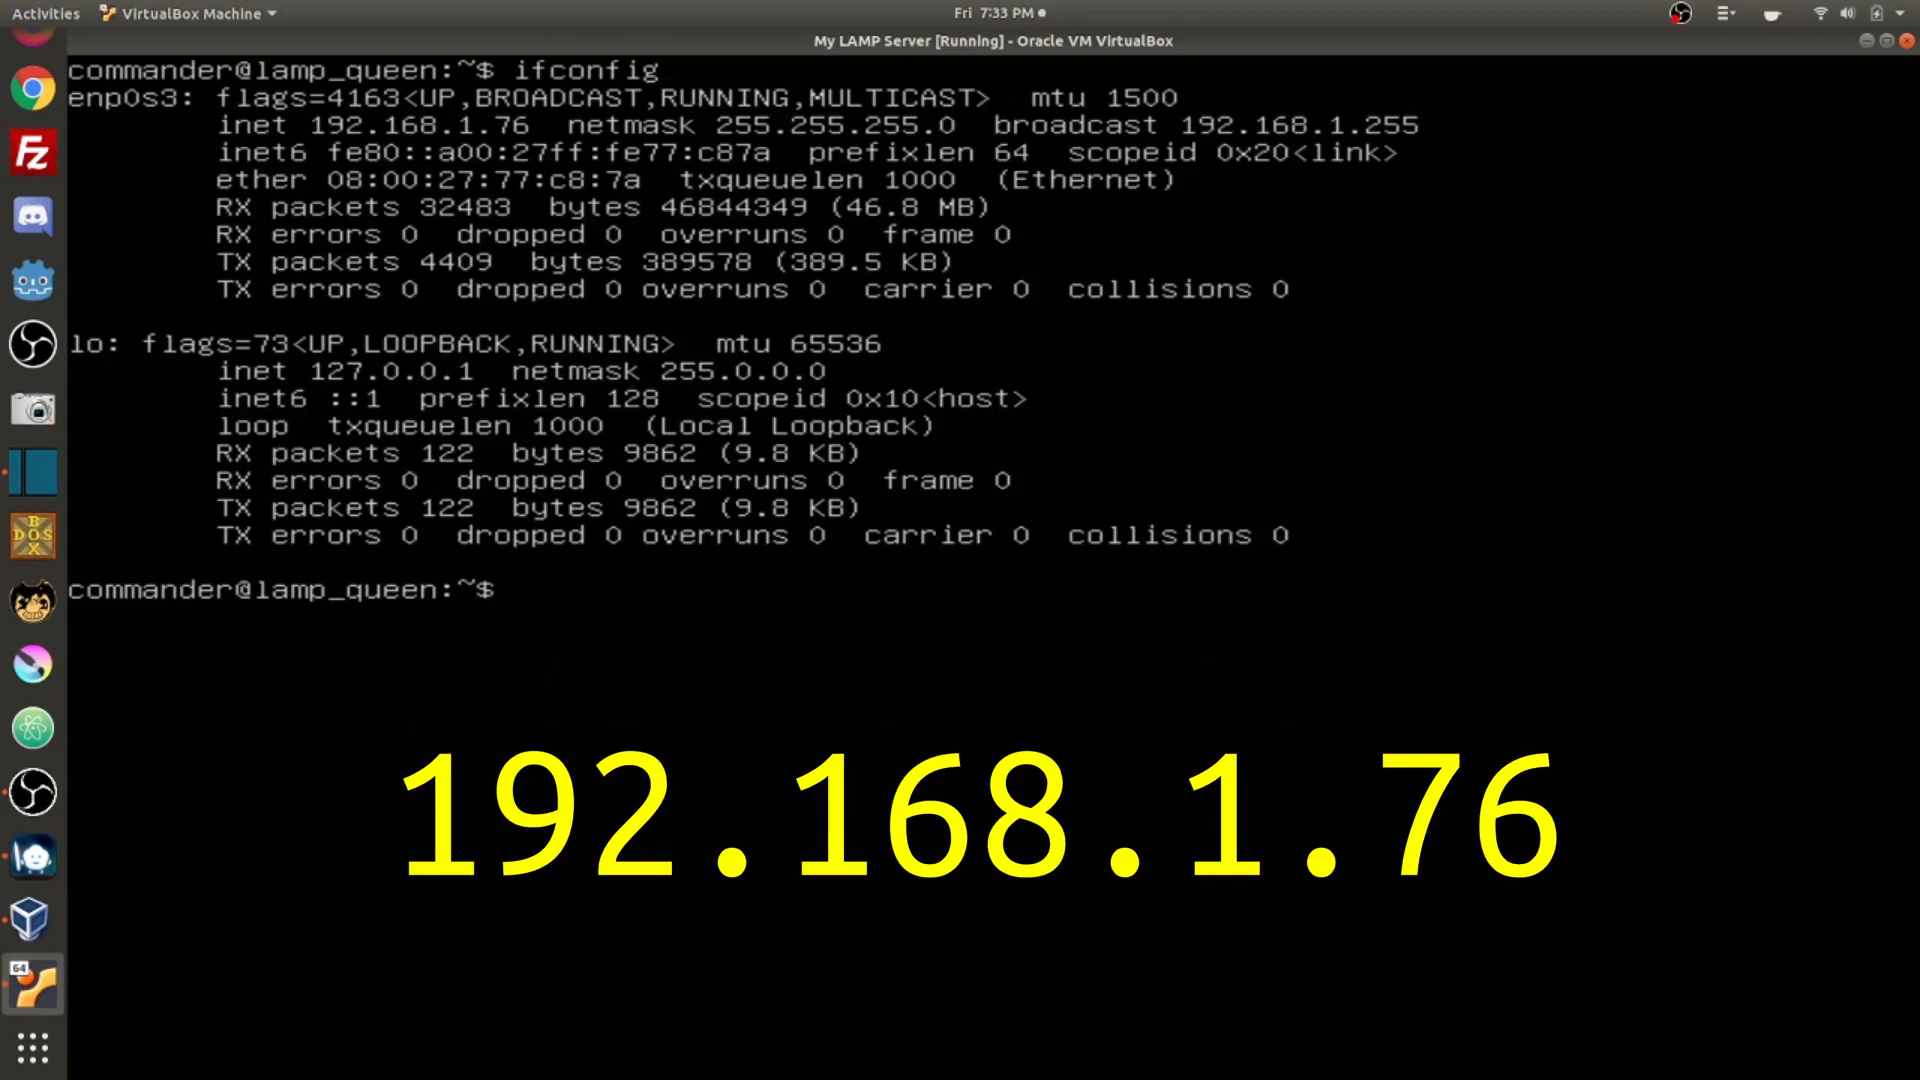 Activities VirtualBox Machine Fri 7:33 PM
My LAMP Server [Running] - Oracle VM VirtualBox
commander@lamp_queen:~$ ifconfig
enp0s3: flags=4163<UP,BROADCAST,RUNNING,MULTICAST>  mtu 1500
        inet 192.168.1.76  netmask 255.255.255.0  broadcast 192.168.1.255
        inet6 fe80::a00:27ff:fe77:c87a  prefixlen 64  scopeid 0x20<link>
        ether 08:00:27:77:c8:7a  txqueuelen 1000  (Ethernet)
        RX packets 32483  bytes 46844349 (46.8 MB)
        RX errors 0  dropped 0  overruns 0  frame 0
        TX packets 4409  bytes 389578 (389.5 KB)
        TX errors 0  dropped 0 overruns 0  carrier 0  collisions 0
lo: flags=73<UP,LOOPBACK,RUNNING>  mtu 65536
        inet 127.0.0.1  netmask 255.0.0.0
        inet6 ::1  prefixlen 128  scopeid 0x10<host>
        loop  txqueuelen 1000  (Local Loopback)
        RX packets 122  bytes 9862 (9.8 KB)
        RX errors 0  dropped 0  overruns 0  frame 0
        TX packets 122  bytes 9862 (9.8 KB)
        TX errors 0  dropped 0 overruns 0  carrier 0  collisions 0
commander@lamp_queen:~$
192.168.1.76
FZ
DOS
BOX
64